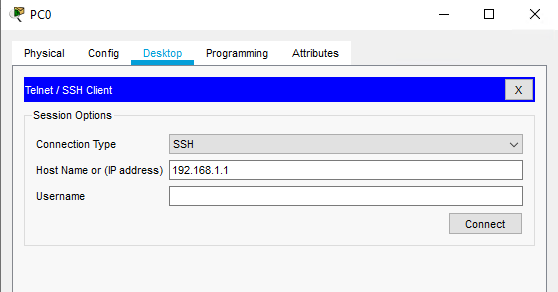 PC0
Physical Config Desktop Programming Attributes
Telnet / SSH Client X
Session Options
Connection Type SSH
Host Name or (IP address) 192.168.1.1
Username
Connect